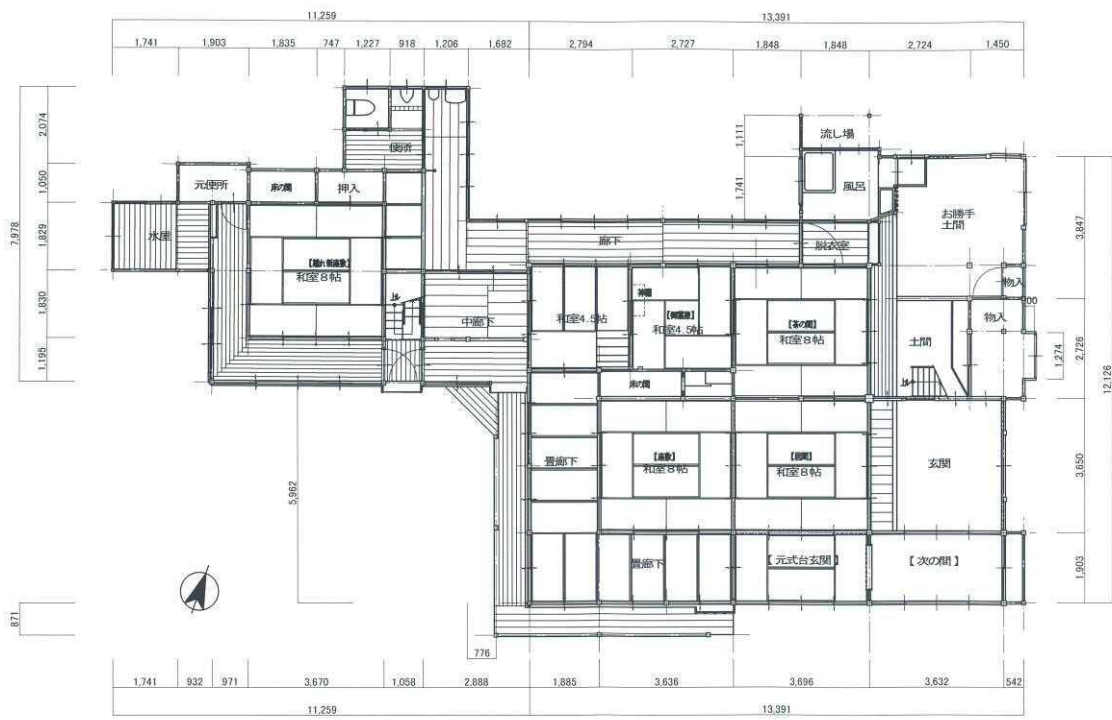 11,259
13,391
1,741
1,903
1,835
747
1,227
918
1,206
1,682
2,794
2,727
1,848
1,848
2,724
1,450
2,074
1,050
1,829
1,830
1,195
7,978
871
5,962
776
1,111
1,741
3,847
2,726
1,274
3,650
1,903
12,126
流し場
便所
風呂
元便所
床の間
押入
お勝手
土間
水屋
廊下
脱衣室
和室8帖
物入
中廊下
和室4.5帖
神棚
和室4.5帖
【茶の間】
和室8帖
土間
物入
床の間
畳廊下
【座敷】
和室8帖
【居間】
和室8帖
玄関
畳廊下
【元式台玄関】
【次の間】
1,741
932
971
3,670
1,058
2,888
1,885
3,636
3,696
3,632
542
11,259
13,391